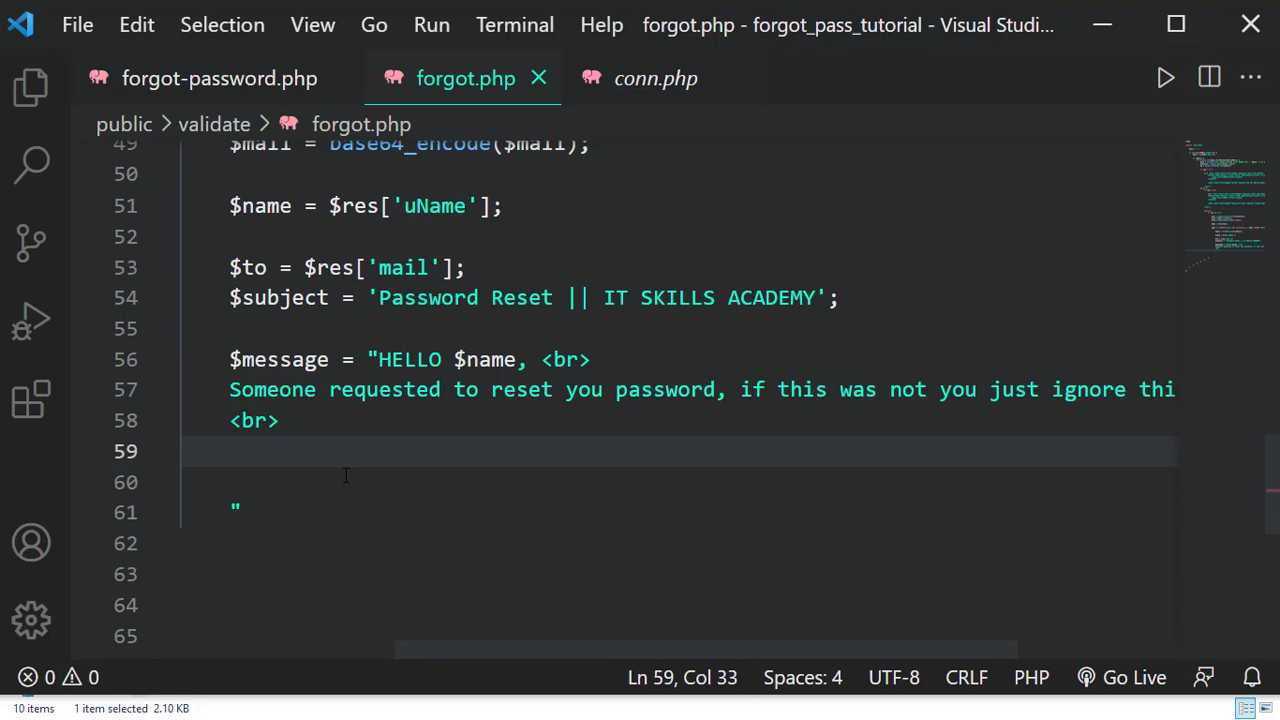 File Edit Selection View Go Run Terminal Help forgot.php - forgot_pass_tutorial - Visual Studi...
forgot-password.php forgot.php conn.php
public > validate > forgot.php
49 $mail = base64_encode($mail);
50
51 $name = $res['uName'];
52
53 $to = $res['mail'];
54 $subject = 'Password Reset || IT SKILLS ACADEMY';
55
56 $message = "HELLO $name, <br>
57 Someone requested to reset you password, if this was not you just ignore thi
58 <br>
59
60
61 "
62
63
64
65
0 0 Ln 59, Col 33 Spaces: 4 UTF-8 CRLF PHP Go Live
10 items 1 item selected 2.10 KB